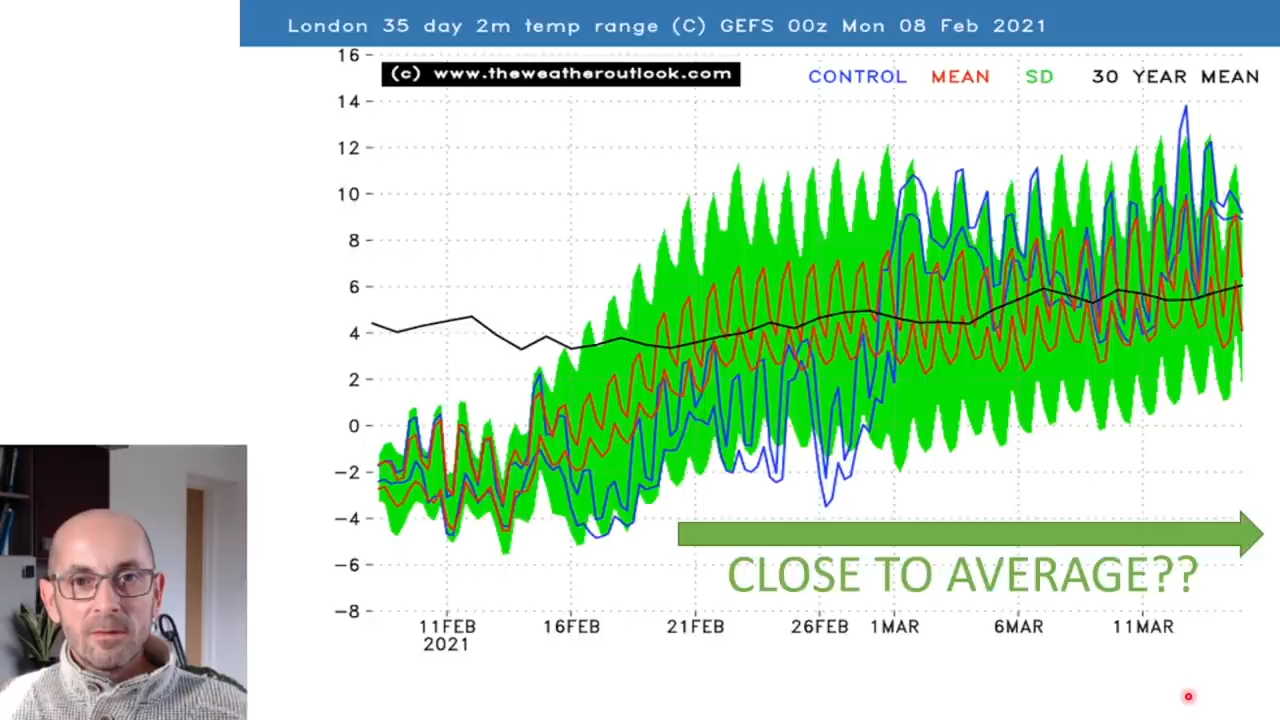 London 35 day 2m temp range (C) GEFS 00z Mon 08 Feb 2021
(c) www.theweatheroutlook.com
CONTROL MEAN SD 30 YEAR MEAN
16
14
12
10
8
6
4
2
0
−2
−4
−6
−8
CLOSE TO AVERAGE??
11FEB 16FEB 21FEB 26FEB 1MAR 6MAR 11MAR
2021